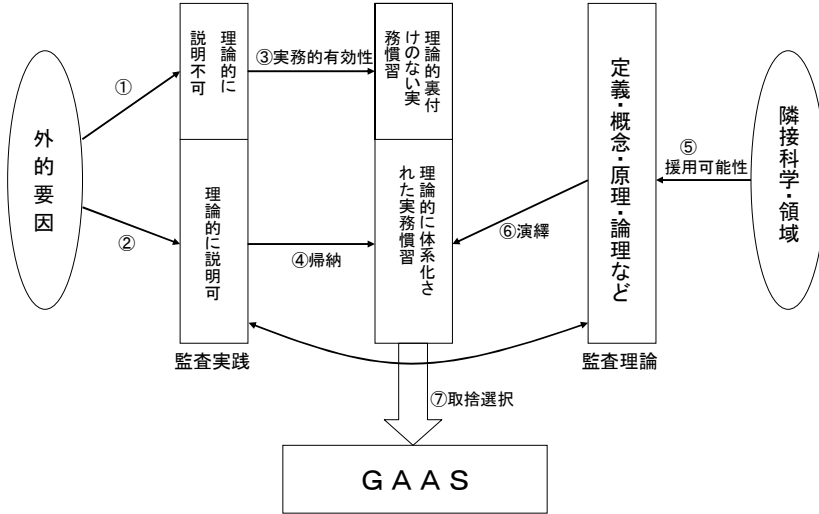 外的要因
①
②
理論的に
説明不可
理論的に説明可
監査実践
③実務的有効性
④帰納
理論的裏付
けのない実
務慣習
理論的に体系化さ
れた実務慣習
⑥演繹
定義・概念・原理・論理など
監査理論
⑤
援用可能性
隣接科学・領域
⑦取捨選択
ＧＡＡＳ